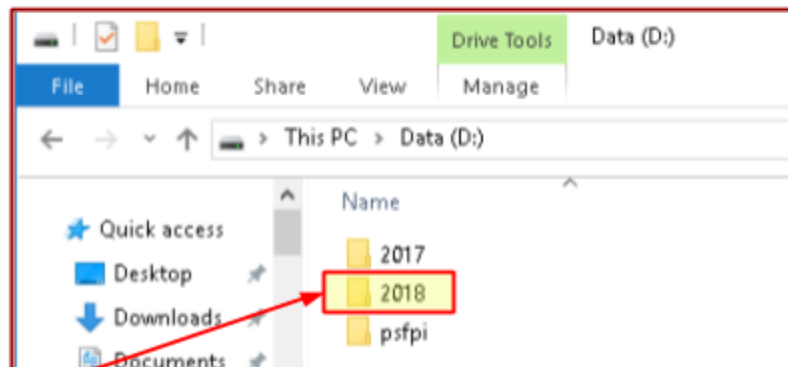 Drive Tools Data (D:)
File Home Share View Manage
This PC > Data (D:)
Name
Quick access
2017
Desktop
2018
Downloads
psfpi
Documents